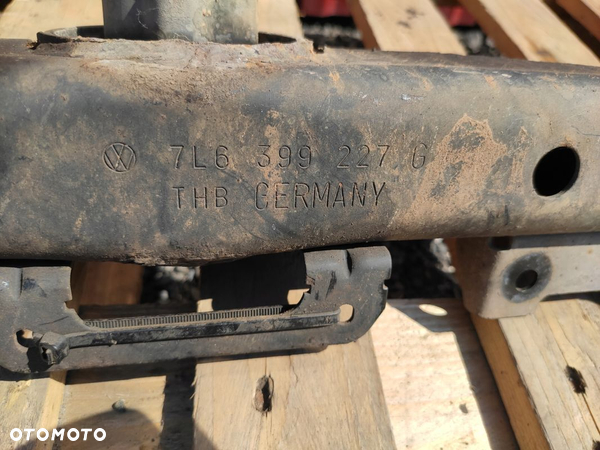 7L6 399 227 G
THB GERMANY
OTOMOTO